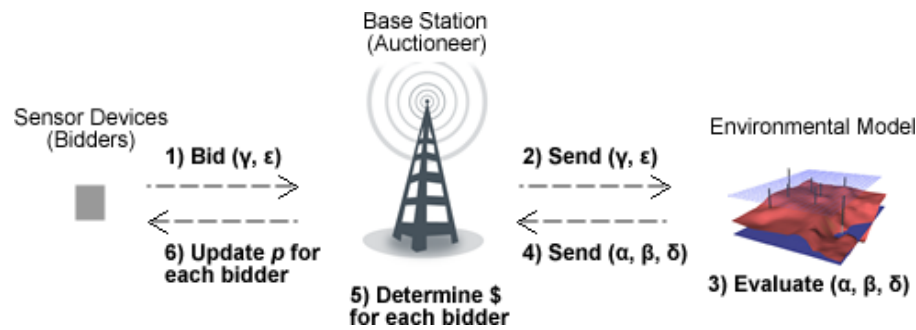 Base Station
(Auctioneer)
Sensor Devices
(Bidders)
Environmental Model
1) Bid (γ, ε)
2) Send (γ, ε)
6) Update p for
each bidder
4) Send (α, β, δ)
3) Evaluate (α, β, δ)
5) Determine $
for each bidder